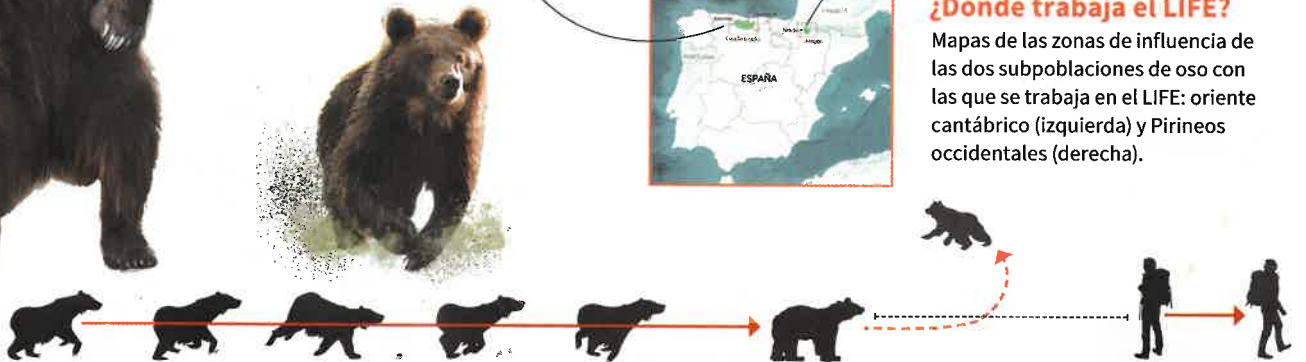 ESPAÑA
¿Dónde trabaja el LIFE?
Mapas de las zonas de influencia de
las dos subpoblaciones de oso con
las que se trabaja en el LIFE: oriente
cantábrico (izquierda) y Pirineos
occidentales (derecha).